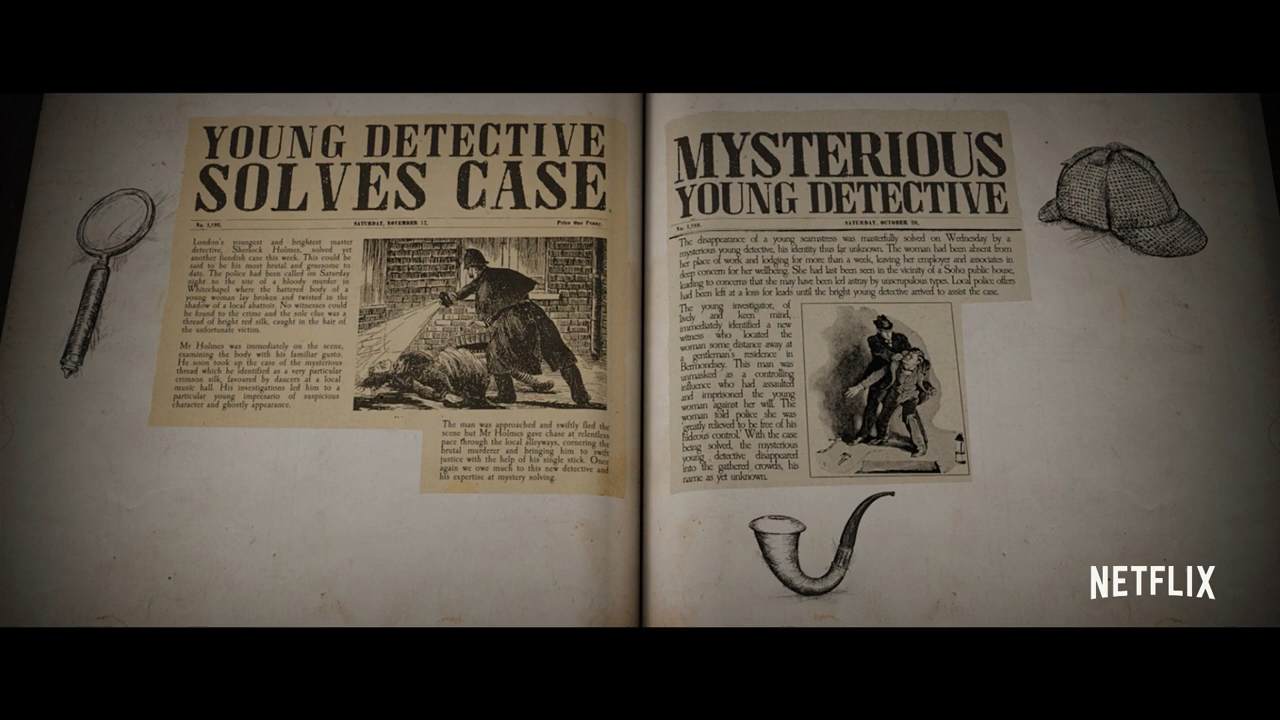 YOUNG DETECTIVE
SOLVES CASE
SATURDAY, NOVEMBER 17.
Price One Penny.
London's youngest and brightest master
detective, Sherlock Holmes, solved yet
another fiendish case this week. This could be
said to be his most brutal and gruesome to
date. The police had been called on Saturday
night to the site of a bloody murder in
Whitechapel where the battered body of a
young woman lay broken and twisted in the
shadow of a local abattoir. No witnesses could
be found to the crime and the sole clue was a
thread of bright red silk, caught in the hair of
the unfortunate victim.
Mr Holmes was immediately on the scene,
examining the body with his familiar gusto.
He soon took up the case of the mysterious
thread which he identified as a very particular
crimson silk, favoured by dancers at a local
music hall. His investigations led him to a
particular young impresario of suspicious
character and ghostly appearance.
The man was approached and swiftly fled the
scene but Mr Holmes gave chase at relentless
pace through the local alleyways, cornering the
brutal murderer and bringing him to swift
justice with the help of his single stick. Once
again we owe much to this new detective and
his expertise at mystery solving.
MYSTERIOUS
YOUNG DETECTIVE
SATURDAY, OCTOBER 20,
The disappearance of a young seamstress was masterfully solved on Wednesday by a
mysterious young detective, his identity thus far unknown. The woman had been absent from
her place of work and lodging for more than a week, leaving her employer and associates in
deep concern for her wellbeing. She had last been seen in the vicinity of a Soho public house,
leading to concerns that she may have been led astray by unscrupulous types. Local police offers
had been left at a loss for leads until the bright young detective arrived to assist the case.
The young investigator, of
lively and keen mind,
immediately identified a new
witness who located the
woman some distance away at
a gentleman's residence in
Bermondsey. This man was
unmasked as a controlling
influence who had assaulted
and imprisoned the young
woman against her will. The
woman told police she was
'greatly relieved to be free of his
hideous control.' With the case
being solved, the mysterious
young detective disappeared
into the gathered crowds, his
name as yet unknown.
NETFLIX